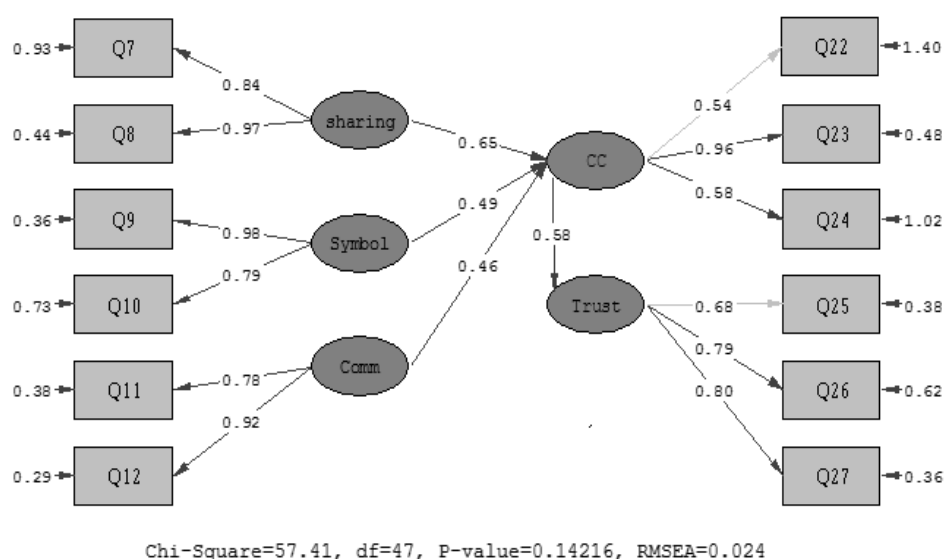 0.93 Q7 Q22 1.40
0.84 0.54
0.44 Q8 0.97 sharing 0.65 CC 0.96 Q23 0.48
0.58
0.36 Q9 0.98 0.49 Q24 1.02
Symbol 0.58
0.79 0.46
0.73 Q10 Trust 0.68 Q25 0.38
0.79
0.38 Q11 0.78 Comm 0.80 Q26 0.62
0.92
0.29 Q12 Q27 0.36
Chi-Square=57.41, df=47, P-value=0.14216, RMSEA=0.024